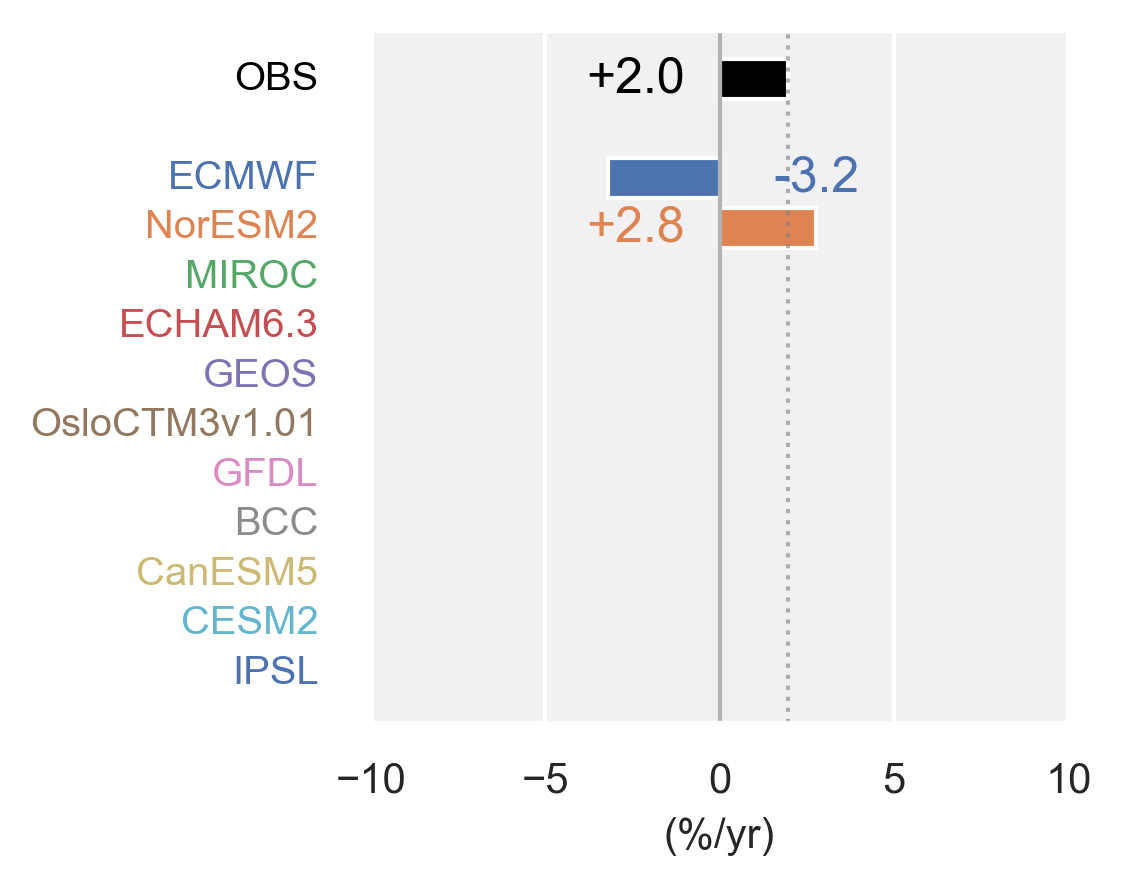 OBS +2.0
ECMWF -3.2
NorESM2 +2.8
MIROC
ECHAM6.3
GEOS
OsloCTM3v1.01
GFDL
BCC
CanESM5
CESM2
IPSL
−10 −5 0 5 10
(%/yr)